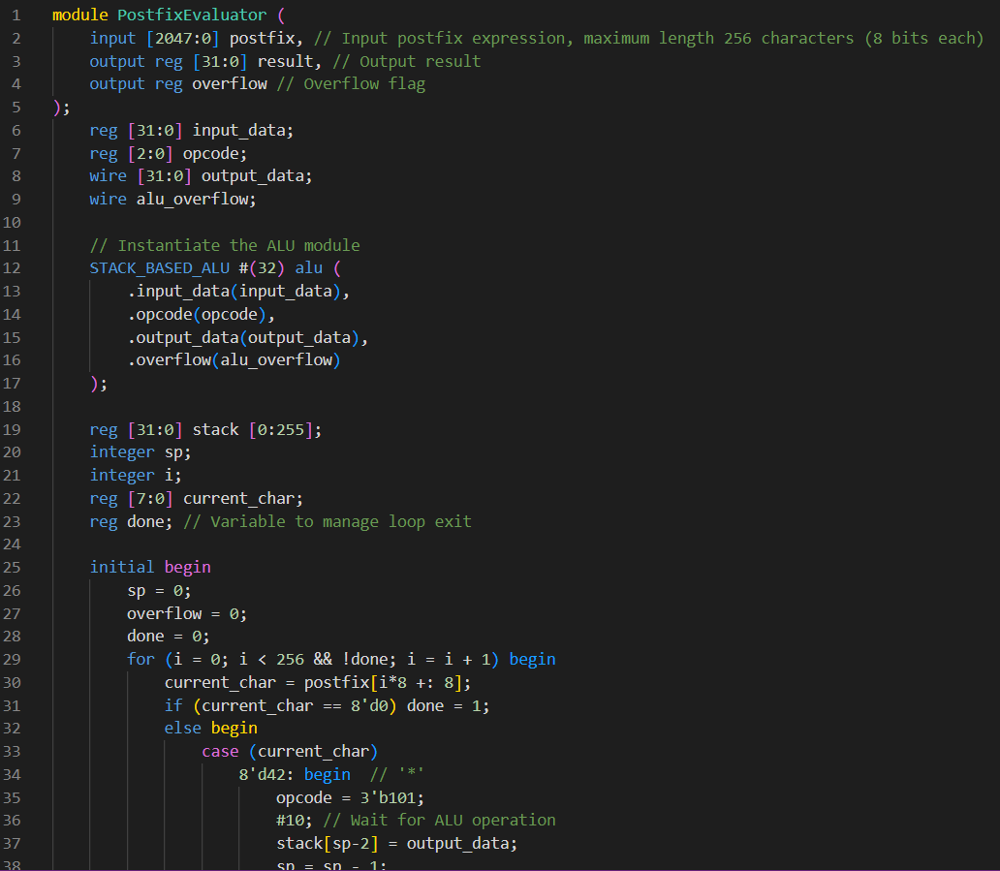 1 module PostfixEvaluator (
2 input [2047:0] postfix, // Input postfix expression, maximum length 256 characters (8 bits each)
3 output reg [31:0] result, // Output result
4 output reg overflow // Overflow flag
5 );
6 reg [31:0] input_data;
7 reg [2:0] opcode;
8 wire [31:0] output_data;
9 wire alu_overflow;
10
11 // Instantiate the ALU module
12 STACK_BASED_ALU #(32) alu (
13 .input_data(input_data),
14 .opcode(opcode),
15 .output_data(output_data),
16 .overflow(alu_overflow)
17 );
18
19 reg [31:0] stack [0:255];
20 integer sp;
21 integer i;
22 reg [7:0] current_char;
23 reg done; // Variable to manage loop exit
24
25 initial begin
26 sp = 0;
27 overflow = 0;
28 done = 0;
29 for (i = 0; i < 256 && !done; i = i + 1) begin
30 current_char = postfix[i*8 +: 8];
31 if (current_char == 8'd0) done = 1;
32 else begin
33 case (current_char)
34 8'd42: begin // '*'
35 opcode = 3'b101;
36 #10; // Wait for ALU operation
37 stack[sp-2] = output_data;
38 sp = sp - 1;